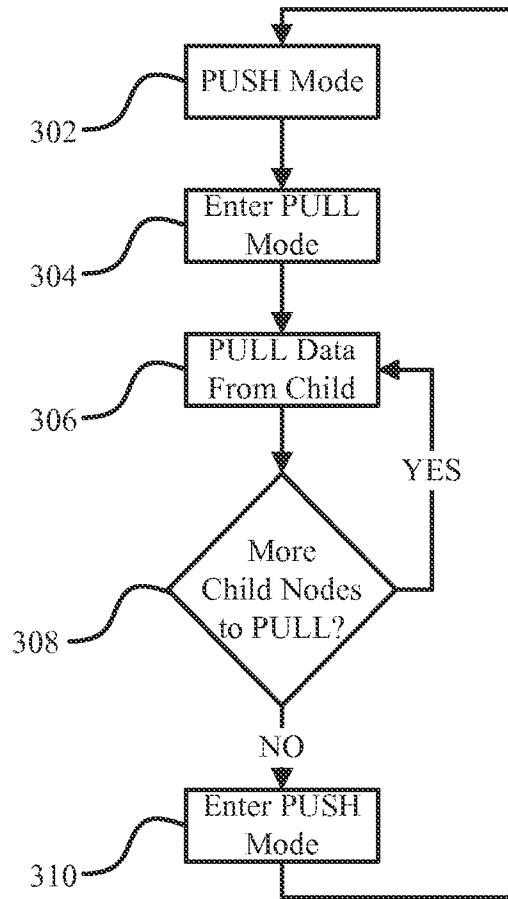 PUSH Mode
302
Enter PULL
Mode
304
PULL Data
From Child
306
YES
More
Child Nodes
to PULL?
308
NO
Enter PUSH
Mode
310